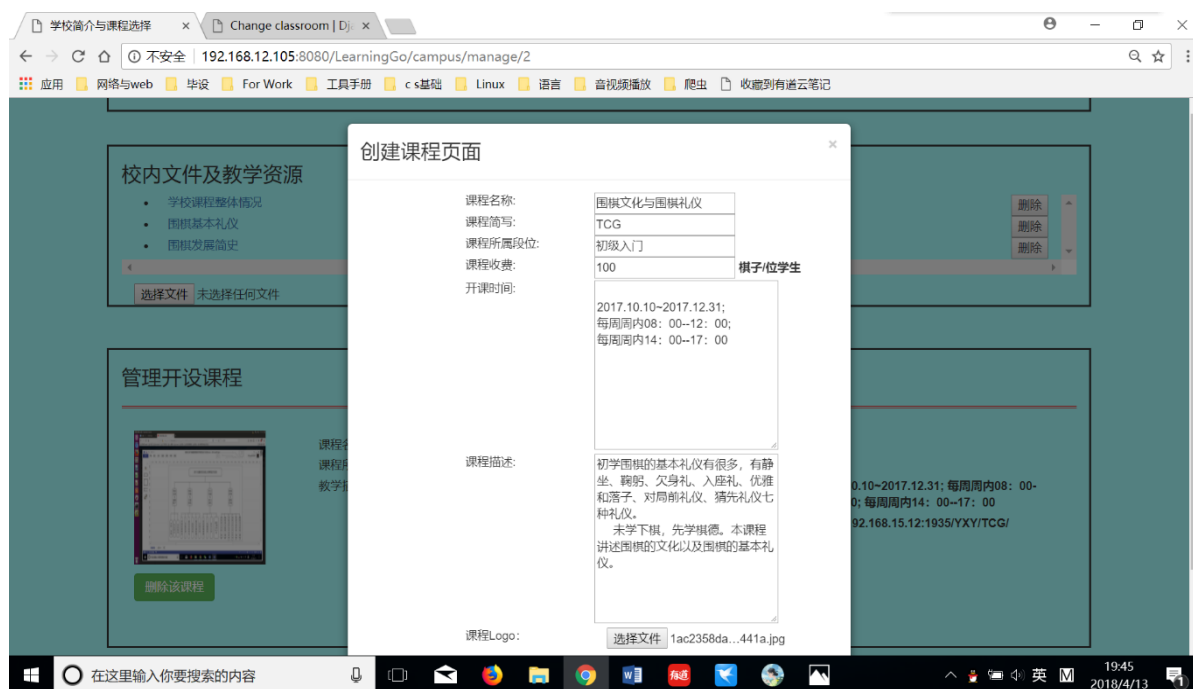 学校简介与课程选择
Change classroom | Dj
不安全 | 192.168.12.105:8080/LearningGo/campus/manage/2
应用 网络与web 毕设 For Work 工具手册 c s基础 Linux 语言 音视频播放 爬虫 收藏到有道云笔记
创建课程页面
×
课程名称: 围棋文化与围棋礼仪
课程简写: TCG
课程所属段位: 初级入门
课程收费: 100 棋子/位学生
开课时间:
2017.10.10~2017.12.31;
每周周内08：00--12：00;
每周周内14：00--17：00
课程描述:
初学围棋的基本礼仪有很多，有静
坐、鞠躬、欠身礼、入座礼、优雅
和落子、对局前礼仪、猜先礼仪七
种礼仪。
未学下棋，先学棋德。本课程
讲述围棋的文化以及围棋的基本礼
仪。
课程Logo: 选择文件 1ac2358da...441a.jpg
校内文件及教学资源
学校课程整体情况 删除
围棋基本礼仪 删除
围棋发展简史 删除
选择文件 未选择任何文件
管理开设课程
课程名
课程所
教学描
0.10~2017.12.31; 每周周内08：00-
0; 每周周内14：00--17：00
92.168.15.12:1935/YXY/TCG/
删除该课程
在这里输入你要搜索的内容
英
19:45
2018/4/13